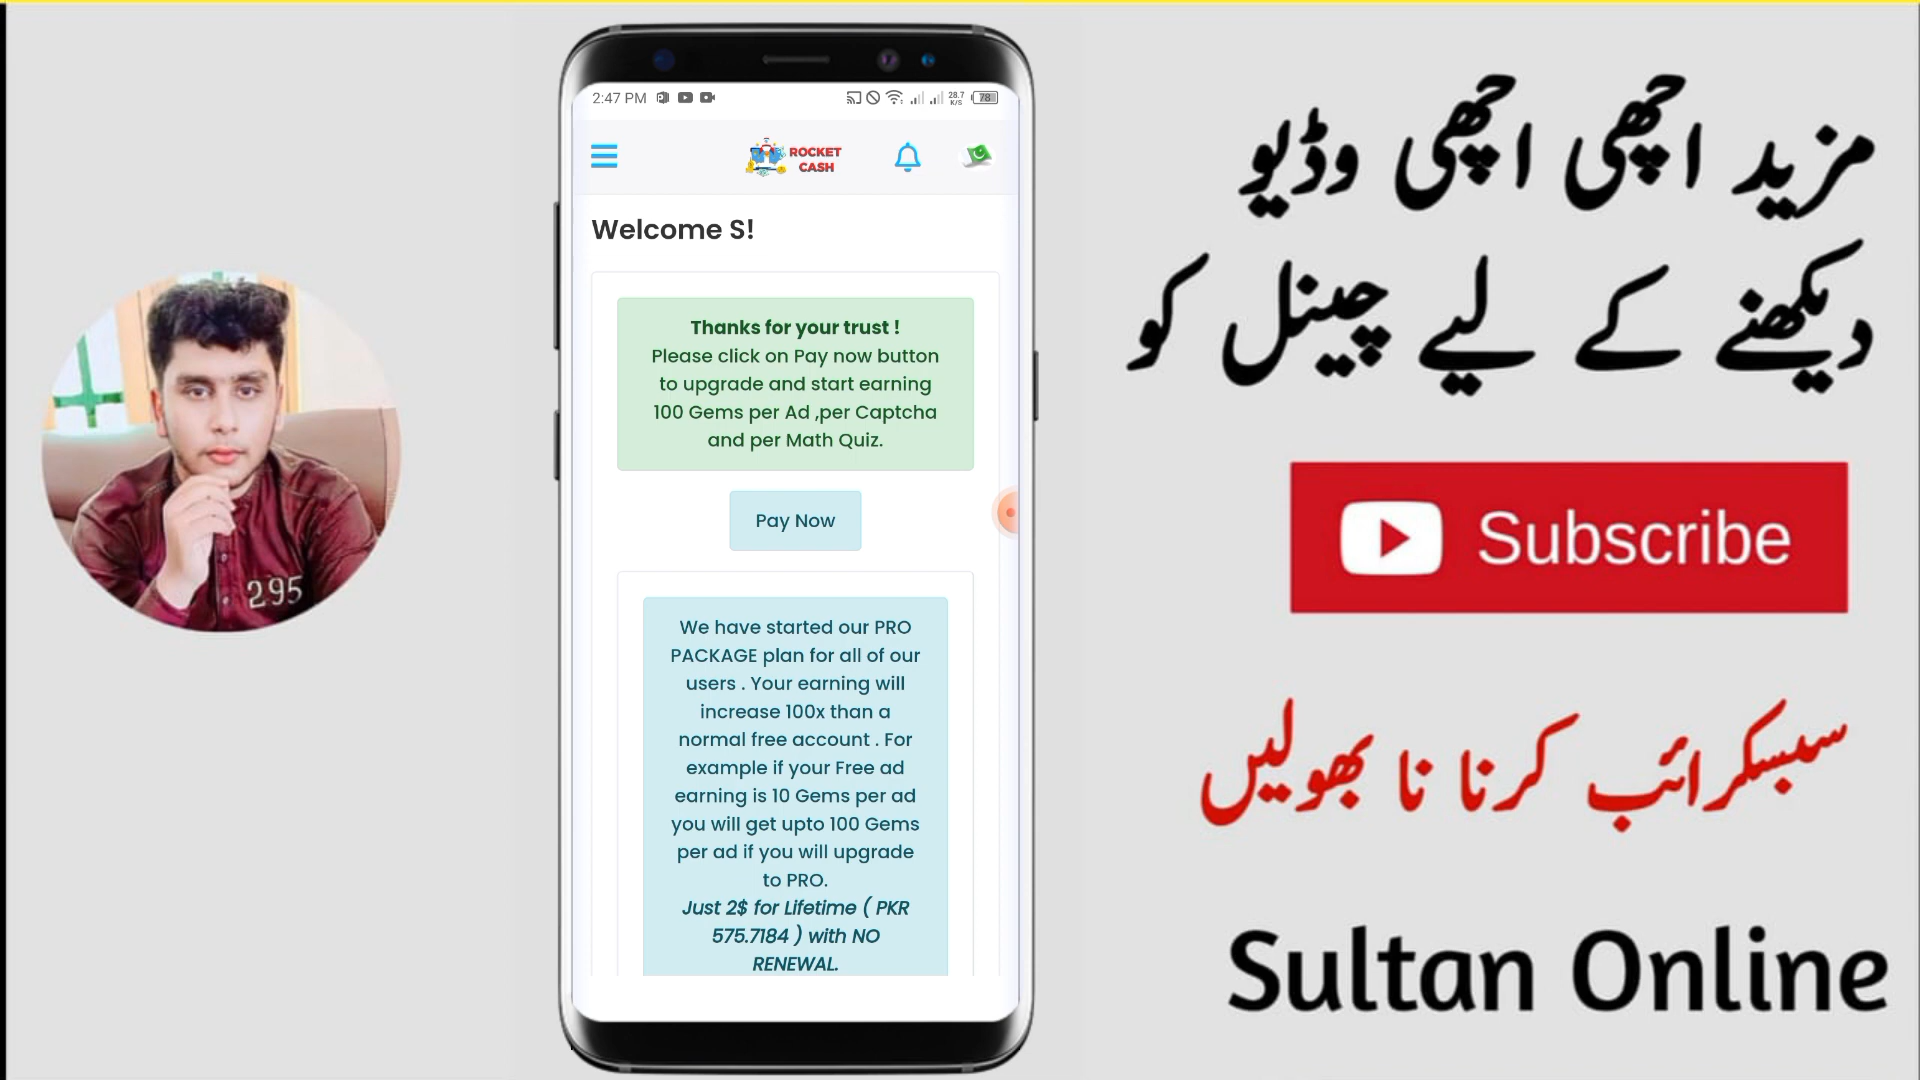 2:47 PM
28.7
K/S
78
ROCKET
CASH
Welcome S!
Thanks for your trust !
Please click on Pay now button
to upgrade and start earning
100 Gems per Ad ,per Captcha
and per Math Quiz.
Pay Now
We have started our PRO
PACKAGE plan for all of our
users . Your earning will
increase 100x than a
normal free account . For
example if your Free ad
earning is 10 Gems per ad
you will get upto 100 Gems
per ad if you will upgrade
to PRO.
Just 2$ for Lifetime ( PKR
575.7184 ) with NO
RENEWAL.
295
مزید اچھی اچھی وڈیو
دیکھنے کے لیے چینل کو
Subscribe
سبسکرائب کرنا نا بھولیں
Sultan Online